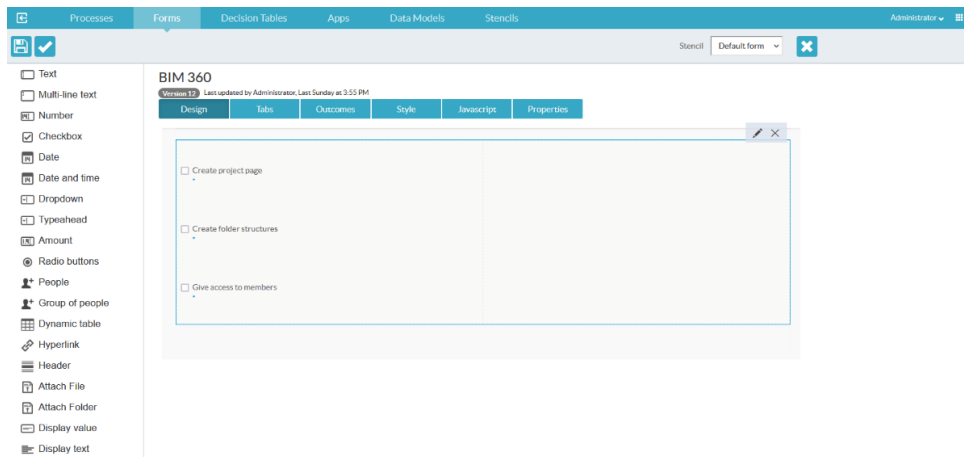 Processes Forms Decision Tables Apps Data Models Stencils Administrator
Stencil Default form
Text
Multi-line text
Number
Checkbox
Date
Date and time
Dropdown
Typeahead
Amount
Radio buttons
People
Group of people
Dynamic table
Hyperlink
Header
Attach File
Attach Folder
Display value
Display text
BIM 360
Version 12 Last updated by Administrator, Last Sunday at 3:55 PM
Design Tabs Outcomes Style Javascript Properties
Create project page
Create folder structures
Give access to members